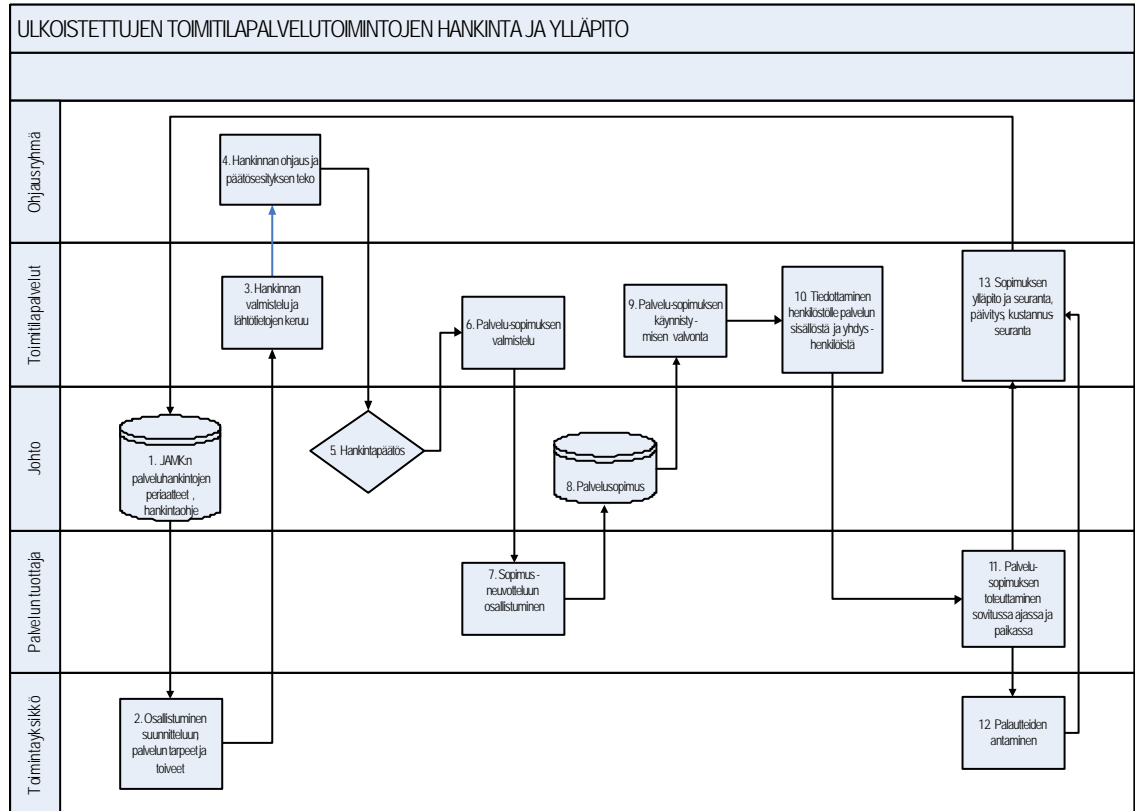 ULKOISTETTUJEN TOIMITILAPALVELUTOIMINTOJEN HANKINTA JA YLLÄPITO
Ohjausryhmä
4. Hankinnan ohjaus ja
päätösesityksen teko
Toimitilapalvelut
3. Hankinnan
valmistelu ja
lähtötietojen keruu
6. Palvelu-sopimuksen
valmistelu
9. Palvelu-sopimuksen
käynnisty-
misen valvonta
10. Tiedottaminen
henkilöstölle palvelun
sisällöstä ja yhdys-
henkilöistä
13. Sopimuksen
ylläpito ja seuranta,
päivitys, kustannus-
seuranta
Johto
1. JAMK:n
palveluhankintojen
periaatteet ,
hankintaohje
5. Hankintapäätös
8. Palvelusopimus
Palvelun tuottaja
7. Sopimus-
neuvotteluun
osallistuminen
11. Palvelu-
sopimuksen
toteuttaminen
sovitussa ajassa ja
paikassa
Toimintayksikkö
2. Osallistuminen
suunnitteluun,
palvelun tarpeet ja
toiveet
12. Palautteiden
antaminen